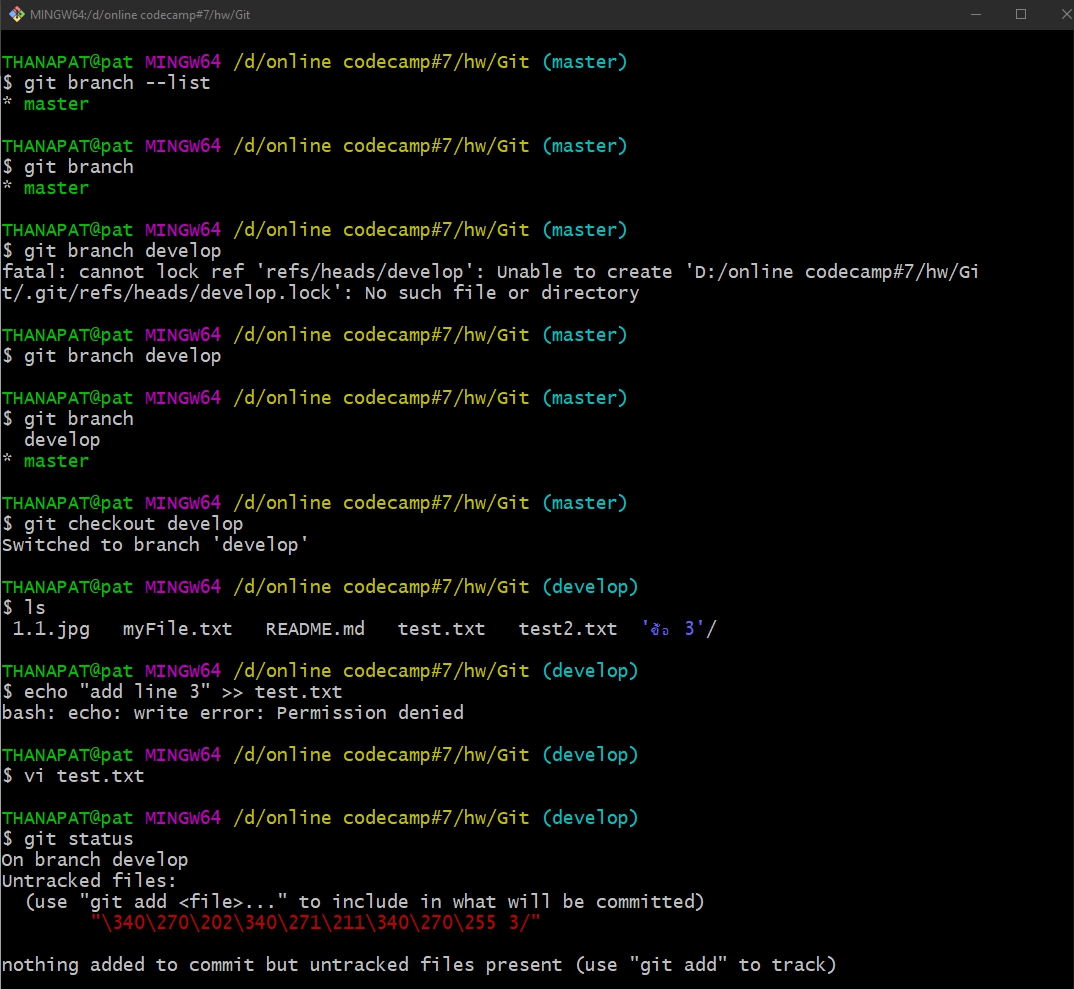 MINGW64:/d/online codecamp#7/hw/Git
THANAPAT@pat MINGW64 /d/online codecamp#7/hw/Git (master)
$ git branch --list
* master
THANAPAT@pat MINGW64 /d/online codecamp#7/hw/Git (master)
$ git branch
* master
THANAPAT@pat MINGW64 /d/online codecamp#7/hw/Git (master)
$ git branch develop
fatal: cannot lock ref 'refs/heads/develop': Unable to create 'D:/online codecamp#7/hw/Gi
t/.git/refs/heads/develop.lock': No such file or directory
THANAPAT@pat MINGW64 /d/online codecamp#7/hw/Git (master)
$ git branch develop
THANAPAT@pat MINGW64 /d/online codecamp#7/hw/Git (master)
$ git branch
  develop
* master
THANAPAT@pat MINGW64 /d/online codecamp#7/hw/Git (master)
$ git checkout develop
Switched to branch 'develop'
THANAPAT@pat MINGW64 /d/online codecamp#7/hw/Git (develop)
$ ls
 1.1.jpg   myFile.txt   README.md   test.txt   test2.txt  'ข้อ 3'/
THANAPAT@pat MINGW64 /d/online codecamp#7/hw/Git (develop)
$ echo "add line 3" >> test.txt
bash: echo: write error: Permission denied
THANAPAT@pat MINGW64 /d/online codecamp#7/hw/Git (develop)
$ vi test.txt
THANAPAT@pat MINGW64 /d/online codecamp#7/hw/Git (develop)
$ git status
On branch develop
Untracked files:
  (use "git add <file>..." to include in what will be committed)
        "\340\270\202\340\271\211\340\270\255 3/"
nothing added to commit but untracked files present (use "git add" to track)